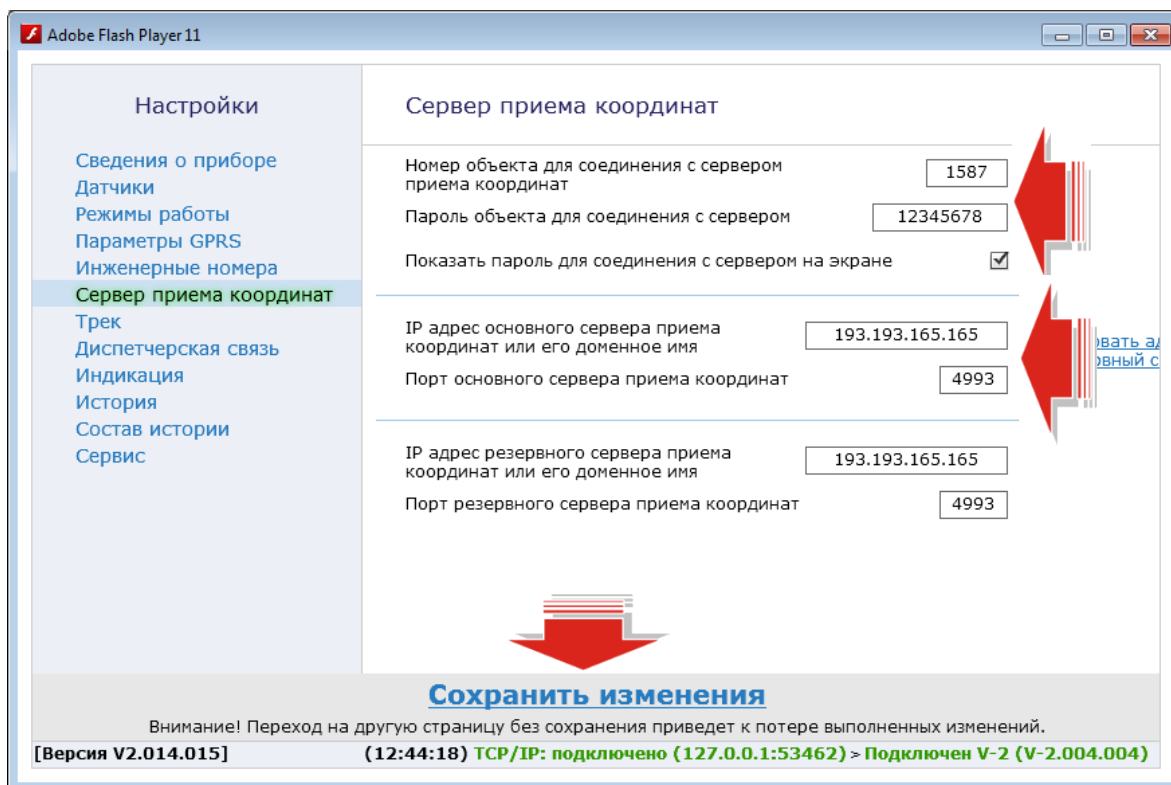 Adobe Flash Player 11
Настройки
Сведения о приборе
Датчики
Режимы работы
Параметры GPRS
Инженерные номера
Сервер приема координат
Трек
Диспетчерская связь
Индикация
История
Состав истории
Сервис
Сервер приема координат
Номер объекта для соединения с сервером
приема координат
1587
Пароль объекта для соединения с сервером
12345678
Показать пароль для соединения с сервером на экране
IP адрес основного сервера приема
координат или его доменное имя
193.193.165.165
Порт основного сервера приема координат
4993
IP адрес резервного сервера приема
координат или его доменное имя
193.193.165.165
Порт резервного сервера приема координат
4993
Сохранить изменения
Внимание! Переход на другую страницу без сохранения приведет к потере выполненных изменений.
[Версия V2.014.015]
(12:44:18) TCP/IP: подключено (127.0.0.1:53462) > Подключен V-2 (V-2.004.004)